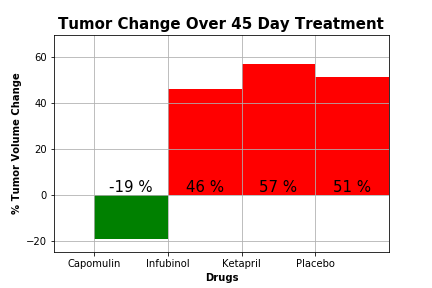 Tumor Change Over 45 Day Treatment
% Tumor Volume Change
60
40
20
0
−20
-19 %
46 %
57 %
51 %
Capomulin
Infubinol
Ketapril
Placebo
Drugs